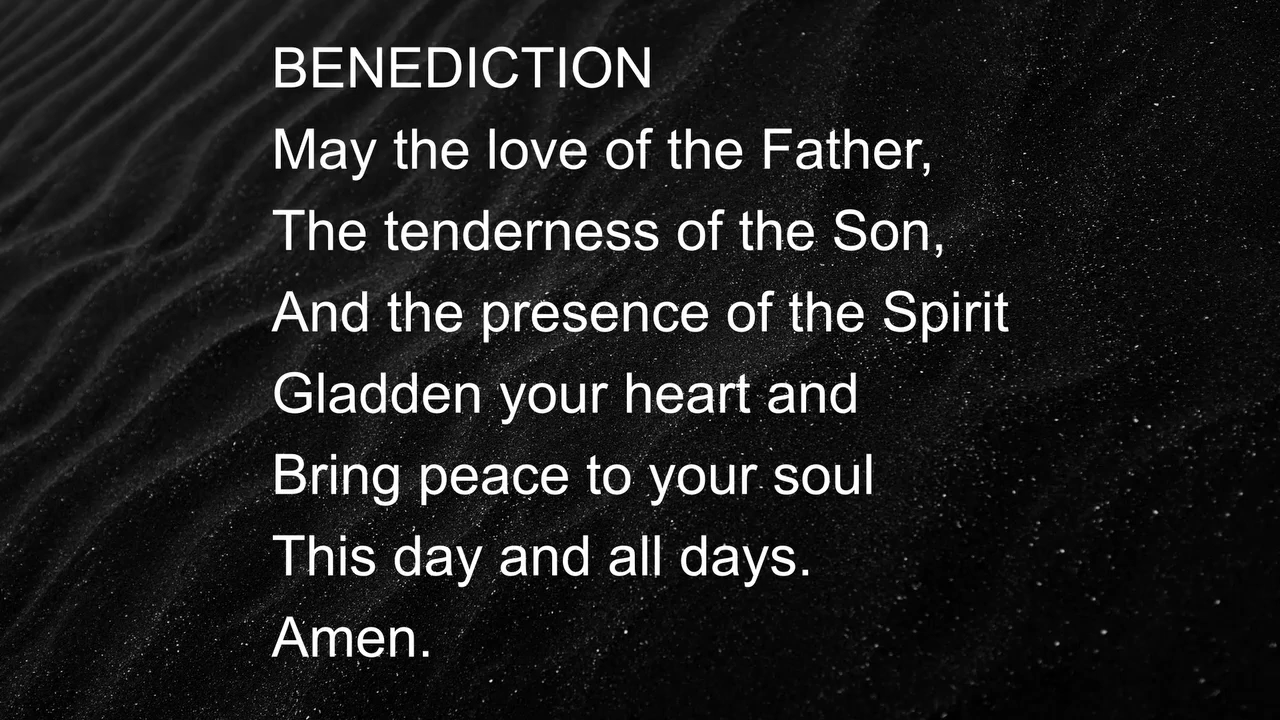 BENEDICTION
May the love of the Father,
The tenderness of the Son,
And the presence of the Spirit
Gladden your heart and
Bring peace to your soul
This day and all days.
Amen.